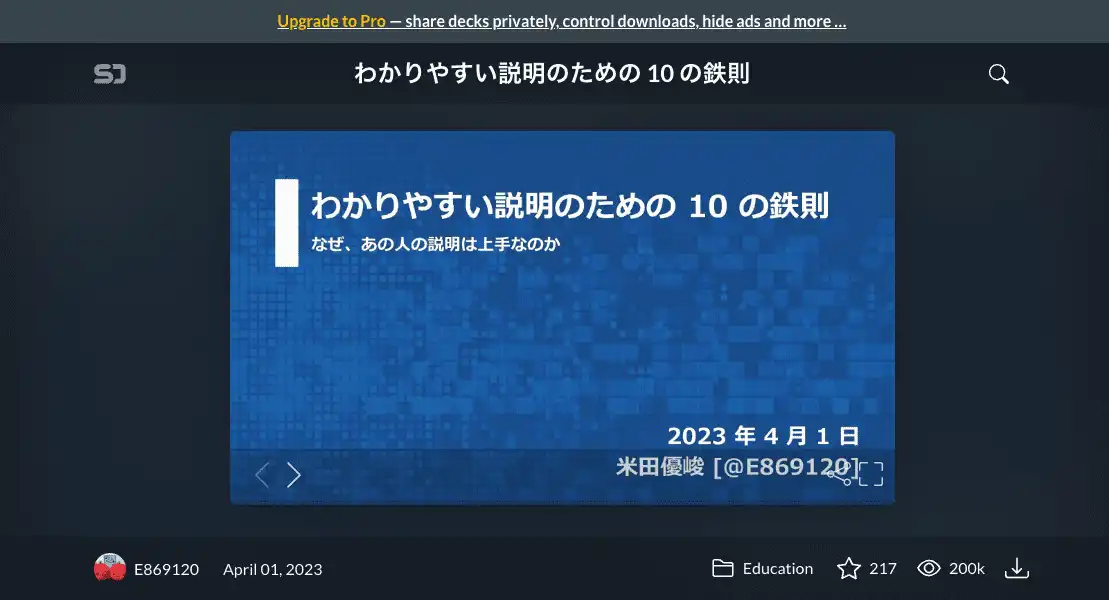 Upgrade to Pro — share decks privately, control downloads, hide ads and more …
わかりやすい説明のための 10 の鉄則
わかりやすい説明のための 10 の鉄則
なぜ、あの人の説明は上手なのか
2023 年 4 月 1 日
米田優峻 [@E869120]
E869120
April 01, 2023
Education
217
200k